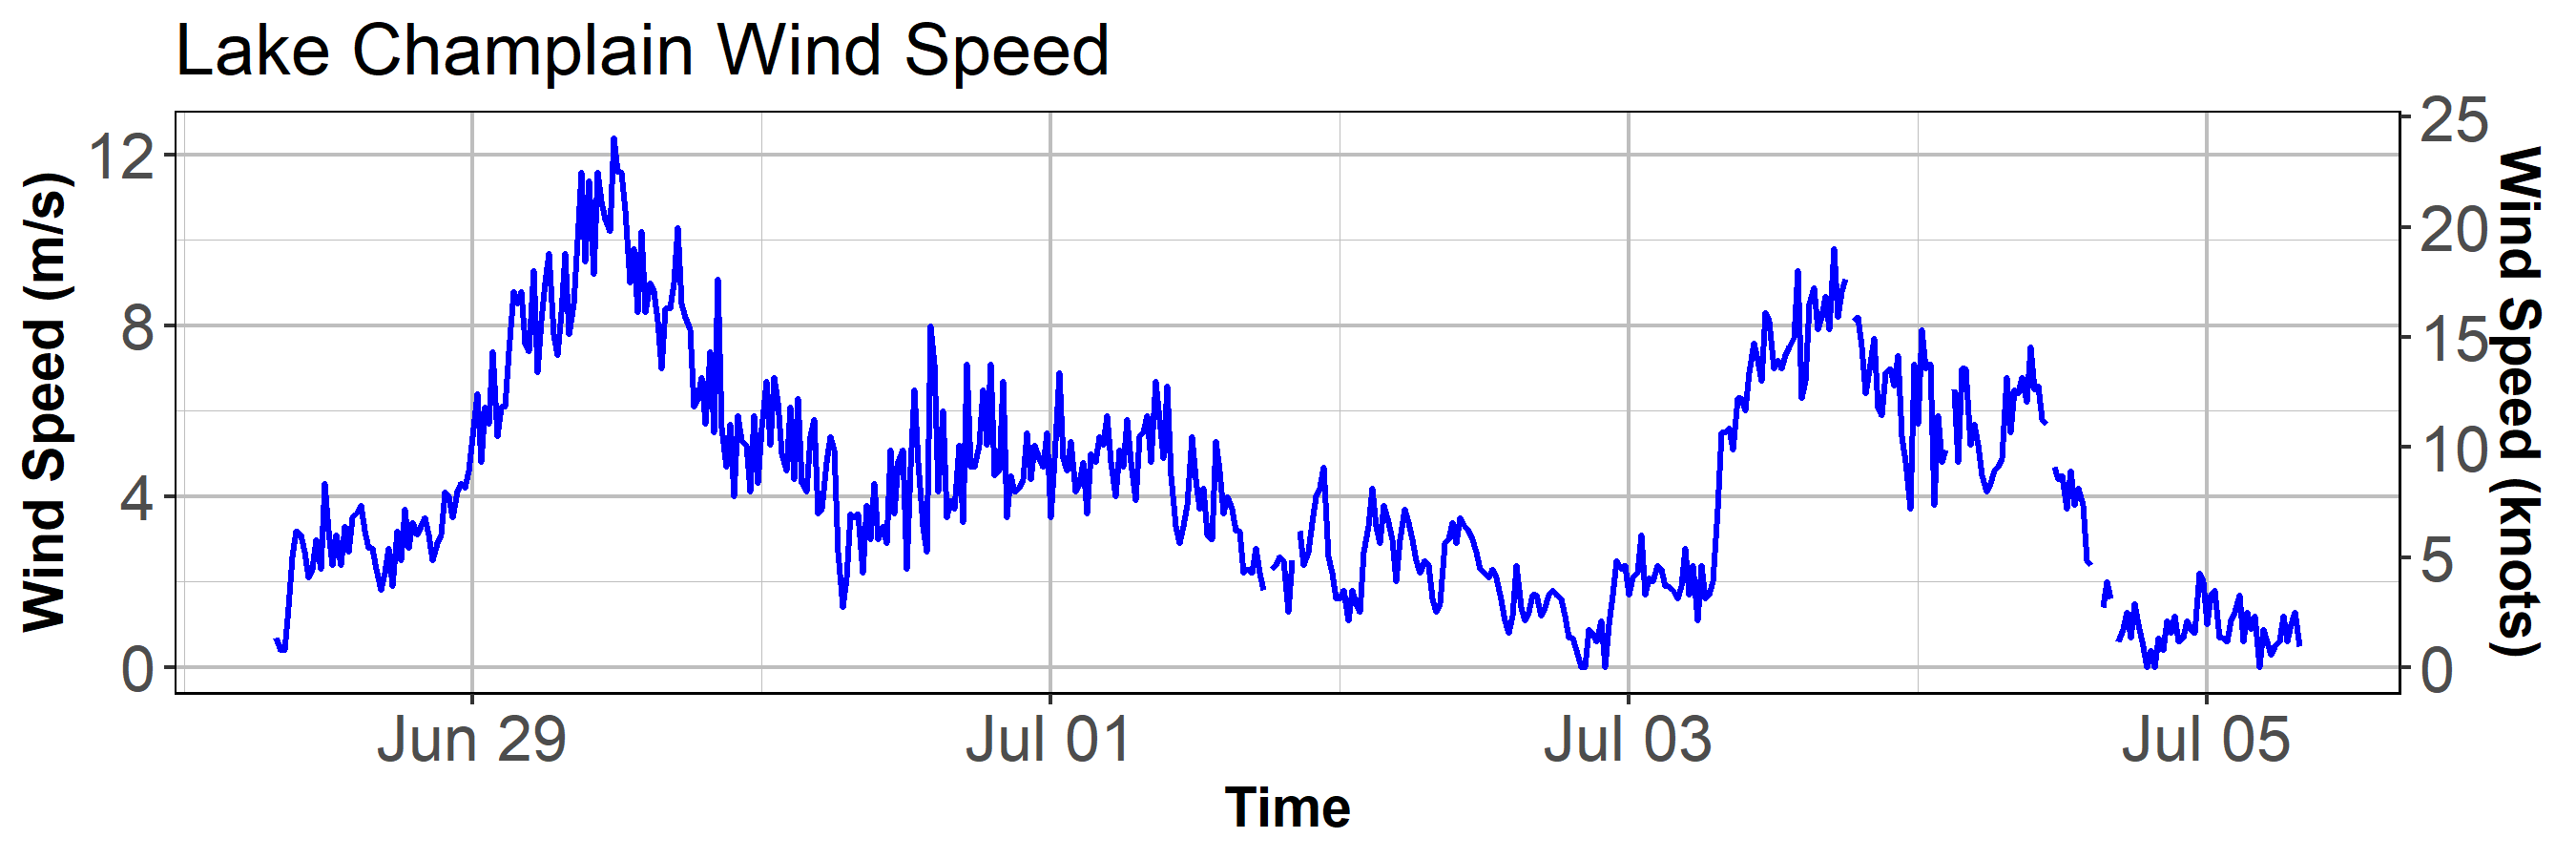 Lake Champlain Wind Speed
Wind Speed (m/s)
12
8
4
0
25
20
15
10
5
0
Wind Speed (knots)
Jun 29
Jul 01
Jul 03
Jul 05
Time